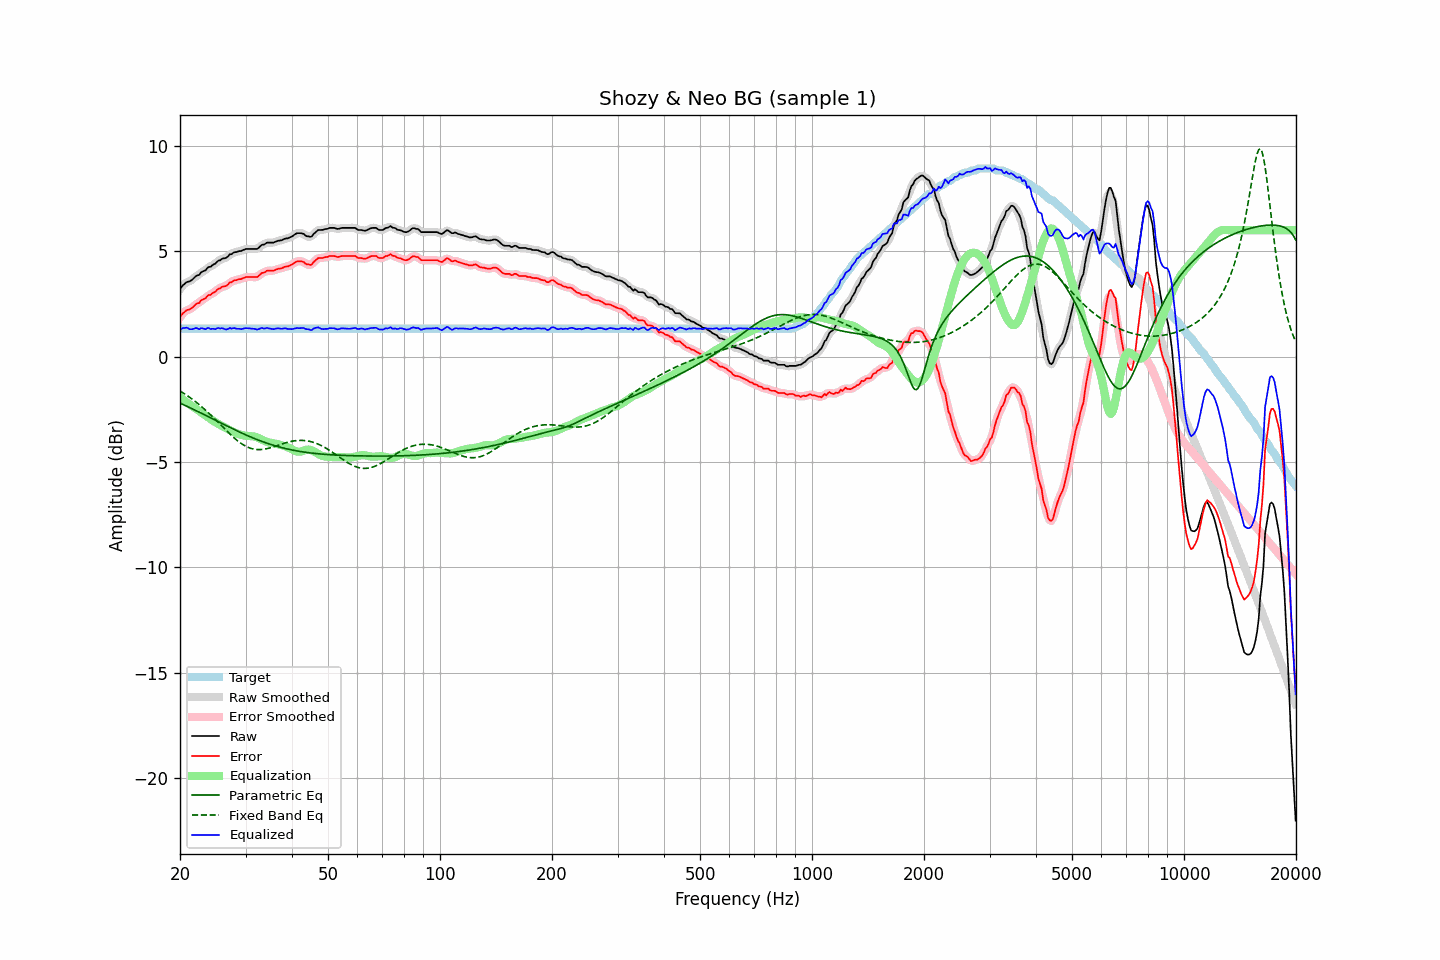 Shozy & Neo BG (sample 1)
10
5
0
−5
−10
−15
−20
Amplitude (dBr)
Target
Raw Smoothed
Error Smoothed
Raw
Error
Equalization
Parametric Eq
Fixed Band Eq
Equalized
20 50 100 200 500 1000 2000 5000 10000 20000
Frequency (Hz)